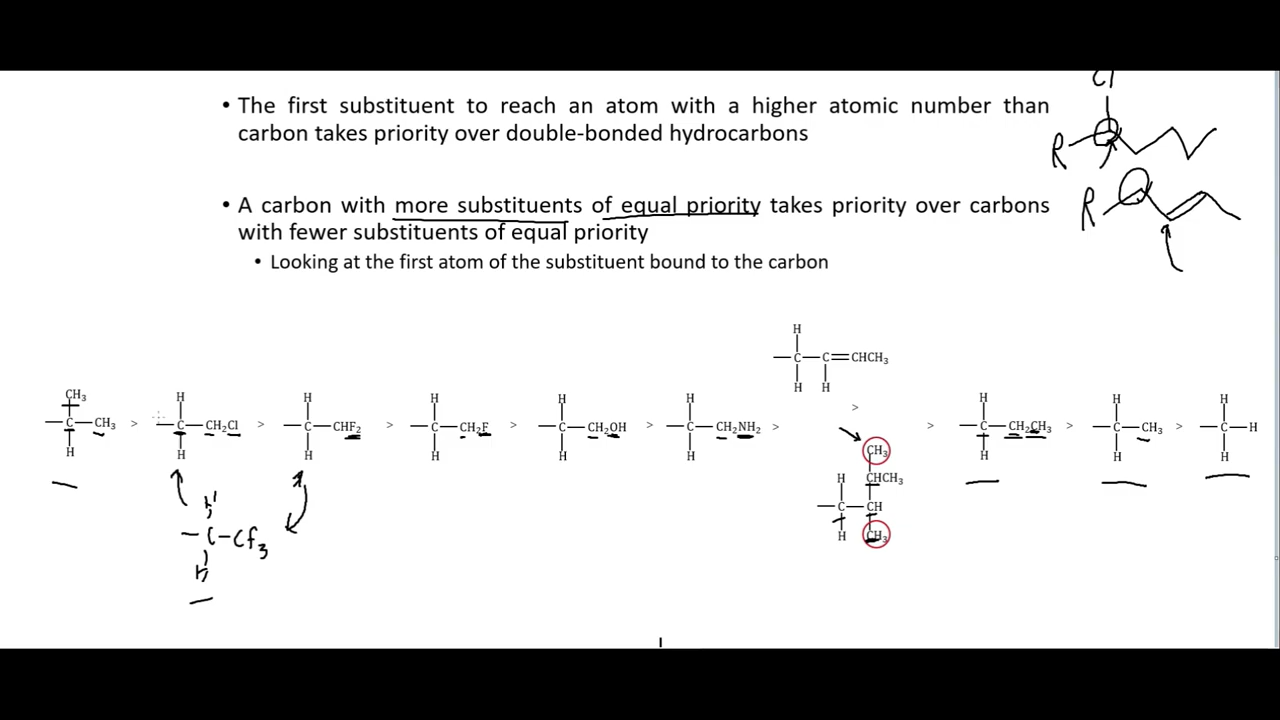 • The first substituent to reach an atom with a higher atomic number than
carbon takes priority over double-bonded hydrocarbons
• A carbon with more substituents of equal priority takes priority over carbons
with fewer substituents of equal priority
• Looking at the first atom of the substituent bound to the carbon
Cl
R
R
H
C C CHCH₃
H H
>
CH₃
C CH₃
H
>
H
C CH₂Cl
H
>
H
C CHF₂
H
>
H
C CH₂F
H
>
H
C CH₂OH
H
>
H
C CH₂NH₂
H
>
CH₃
H CHCH₃
C CH
H CH₃
>
H
C CH₂CH₃
H
>
H
C CH₃
H
>
H
C H
H
H
-C-CF₃
H